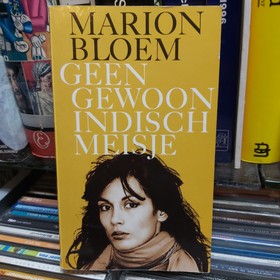 MARION
BLOEM
GEEN
GEWOON
INDISCH
MEISJE